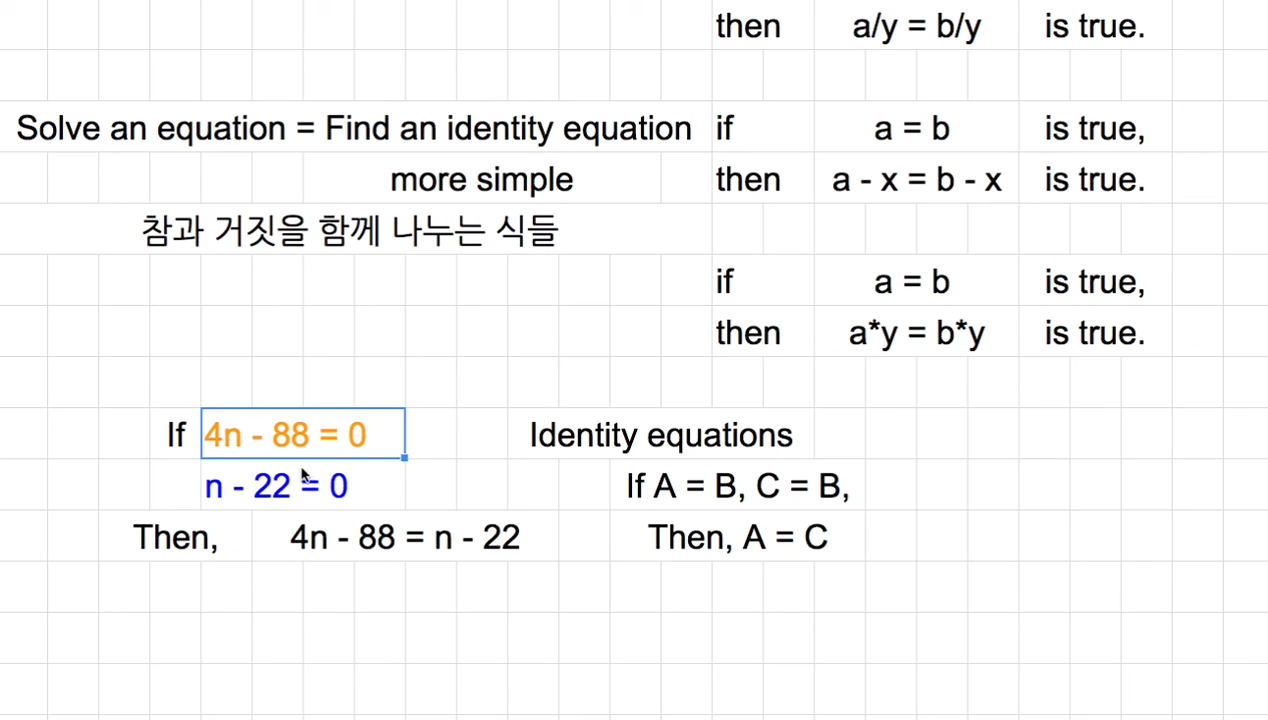 then a/y = b/y is true.
Solve an equation = Find an identity equation if a = b is true,
more simple then a - x = b - x is true.
참과 거짓을 함께 나누는 식들
if a = b is true,
then a*y = b*y is true.
If 4n - 88 = 0 Identity equations
n - 22 = 0 If A = B, C = B,
Then, 4n - 88 = n - 22 Then, A = C